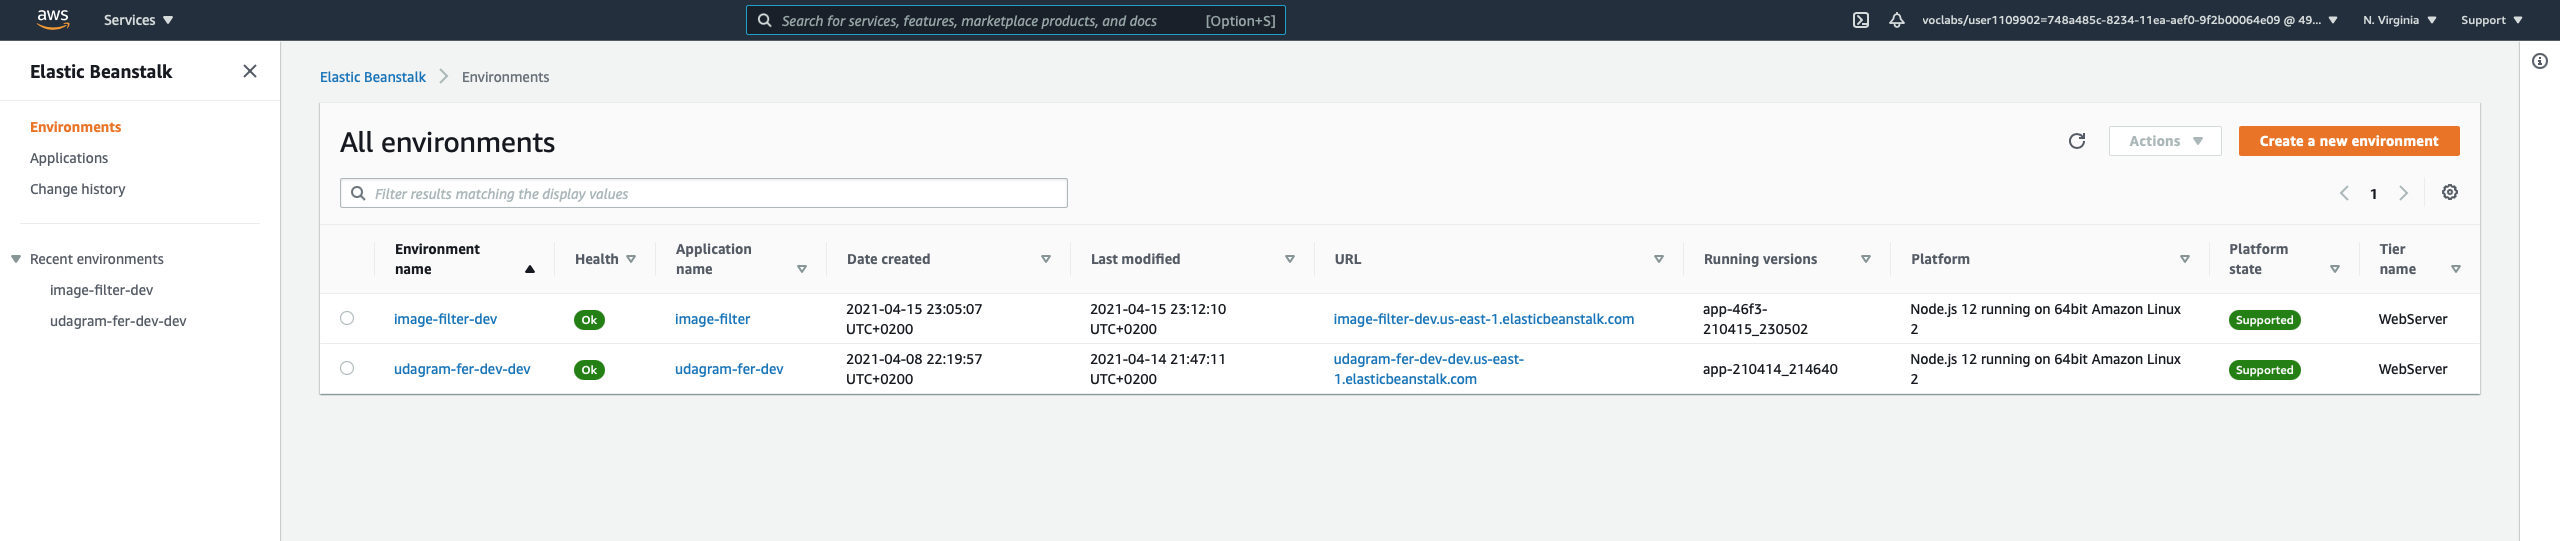 aws
Services
Search for services, features, marketplace products, and docs
[Option+S]
voclabs/user1109902=748a485c-8234-11ea-aef0-9f2b00064e09 @ 49...
N. Virginia
Support
Elastic Beanstalk
Environments
Applications
Change history
Recent environments
image-filter-dev
udagram-fer-dev-dev
Elastic Beanstalk
Environments
All environments
Actions
Create a new environment
Filter results matching the display values
1
Environment
name
Health
Application
name
Date created
Last modified
URL
Running versions
Platform
Platform
state
Tier
name
image-filter-dev
Ok
image-filter
2021-04-15 23:05:07
UTC+0200
2021-04-15 23:12:10
UTC+0200
image-filter-dev.us-east-1.elasticbeanstalk.com
app-46f3-
210415_230502
Node.js 12 running on 64bit Amazon Linux
2
Supported
WebServer
udagram-fer-dev-dev
Ok
udagram-fer-dev
2021-04-08 22:19:57
UTC+0200
2021-04-14 21:47:11
UTC+0200
udagram-fer-dev-dev.us-east-
1.elasticbeanstalk.com
app-210414_214640
Node.js 12 running on 64bit Amazon Linux
2
Supported
WebServer